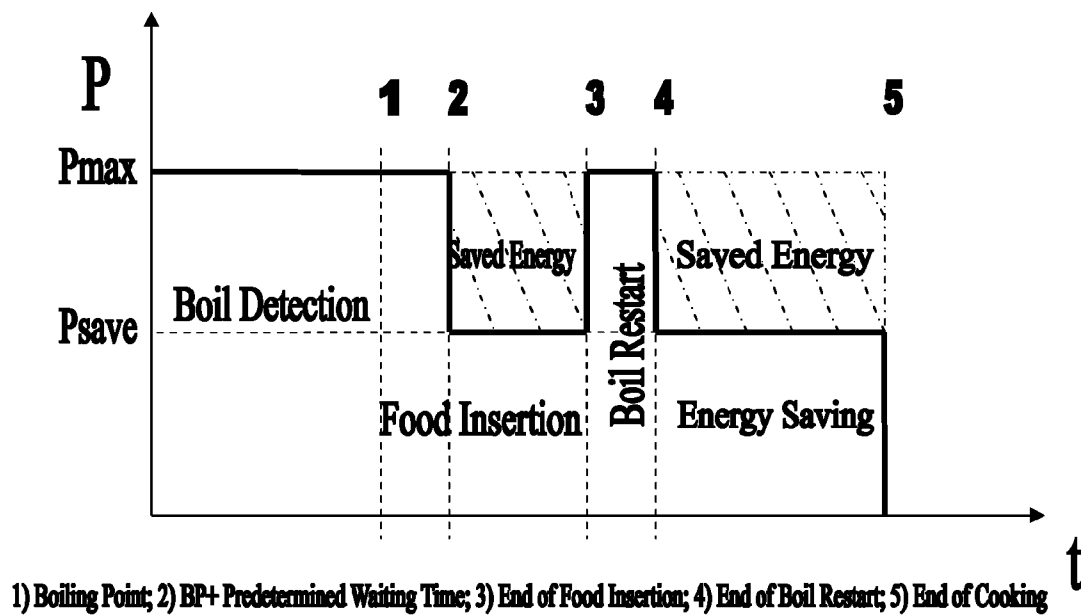 P
1 2 3 4 5
Pmax
Saved Energy
Saved Energy
Boil Detection
Psave
Boil Restart
Food Insertion
Energy Saving
t
1) Boiling Point; 2) BP+ Predetermined Waiting Time; 3) End of Food Insertion; 4) End of Boil Restart; 5) End of Cooking